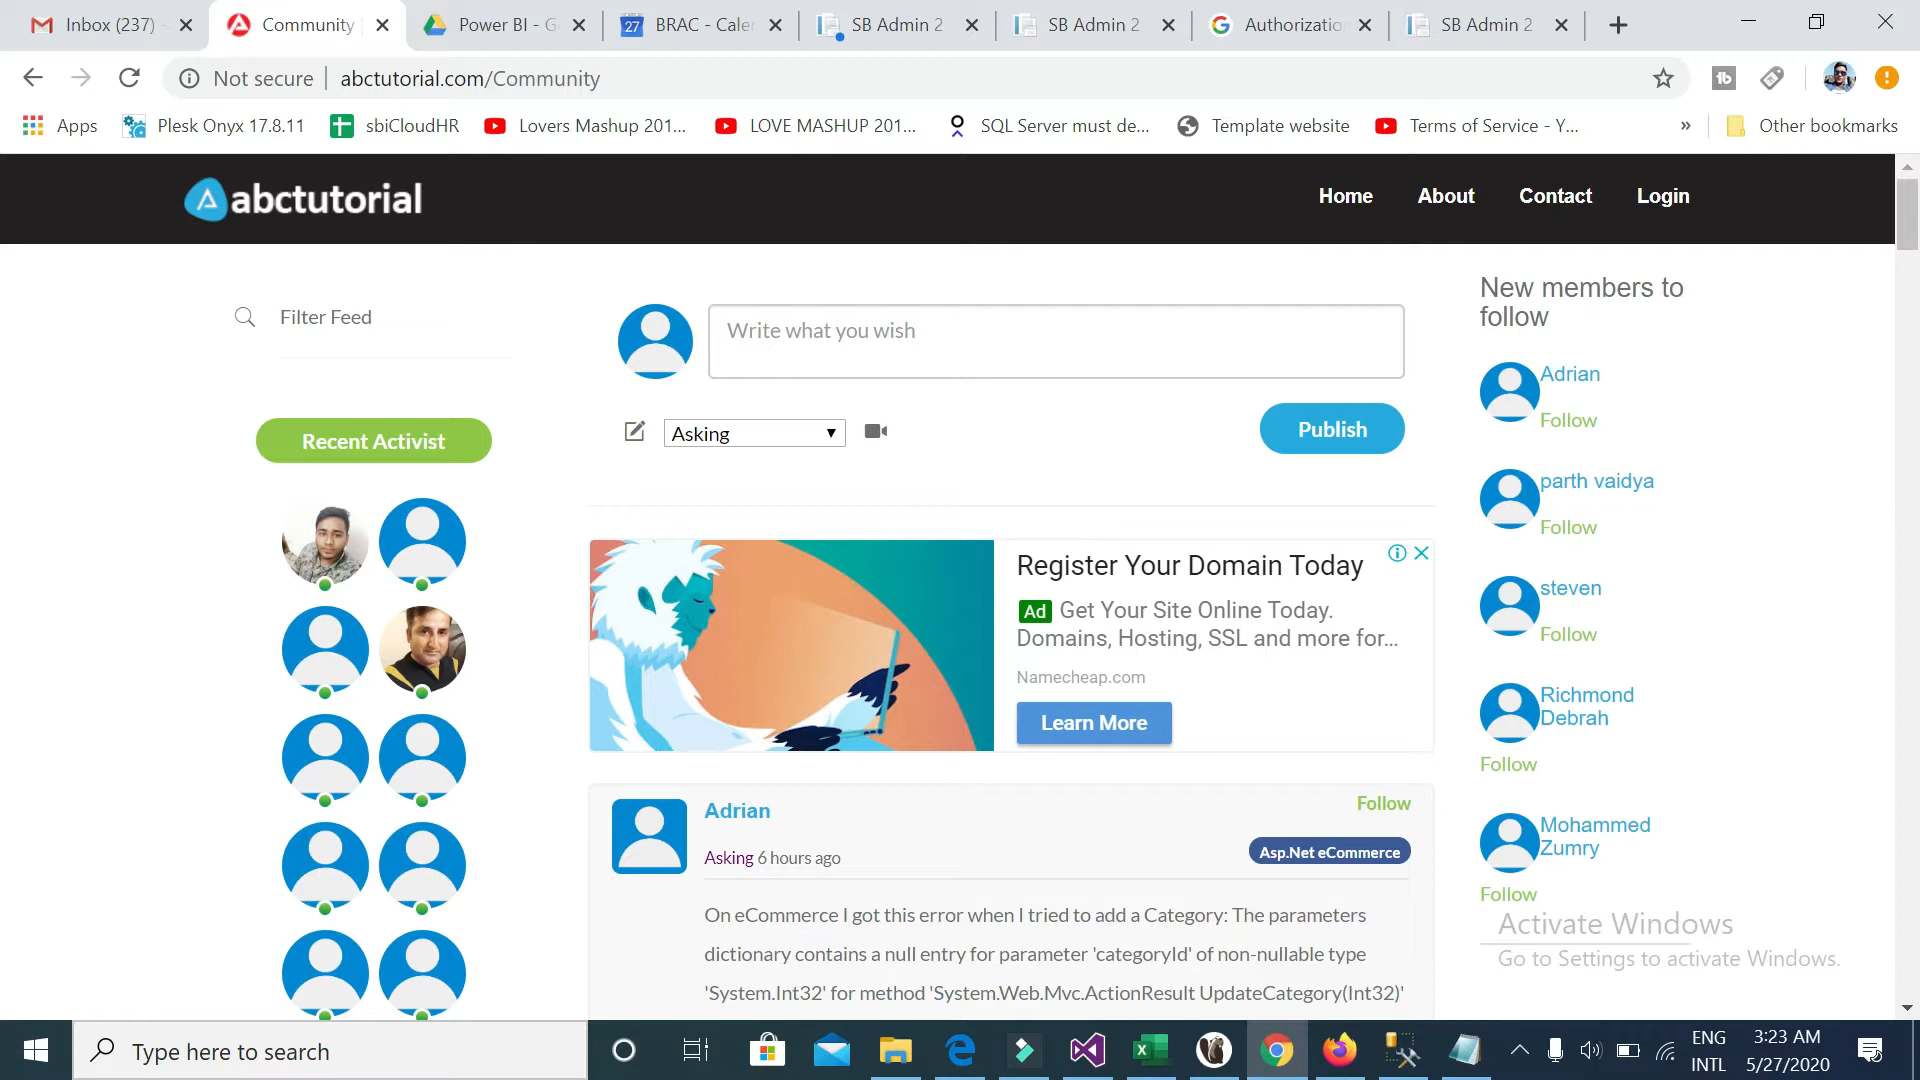 Inbox (237)
Community
Power BI - G
BRAC - Caler
SB Admin 2
SB Admin 2
Authorizatio
SB Admin 2
Not secure
abctutorial.com/Community
Apps
Plesk Onyx 17.8.11
sbiCloudHR
Lovers Mashup 201...
LOVE MASHUP 201...
SQL Server must de...
Template website
Terms of Service - Y...
»
Other bookmarks
abctutorial
Home
About
Contact
Login
Filter Feed
Recent Activist
Write what you wish
Asking
Publish
Register Your Domain Today
Ad Get Your Site Online Today.
Domains, Hosting, SSL and more for...
Namecheap.com
Learn More
Adrian
Follow
Asking 6 hours ago
Asp.Net eCommerce
On eCommerce I got this error when I tried to add a Category: The parameters
dictionary contains a null entry for parameter 'categoryId' of non-nullable type
'System.Int32' for method 'System.Web.Mvc.ActionResult UpdateCategory(Int32)'
New members to
follow
Adrian
Follow
parth vaidya
Follow
steven
Follow
Richmond
Debrah
Follow
Mohammed
Zumry
Follow
Activate Windows
Go to Settings to activate Windows.
Type here to search
ENG
INTL
3:23 AM
5/27/2020